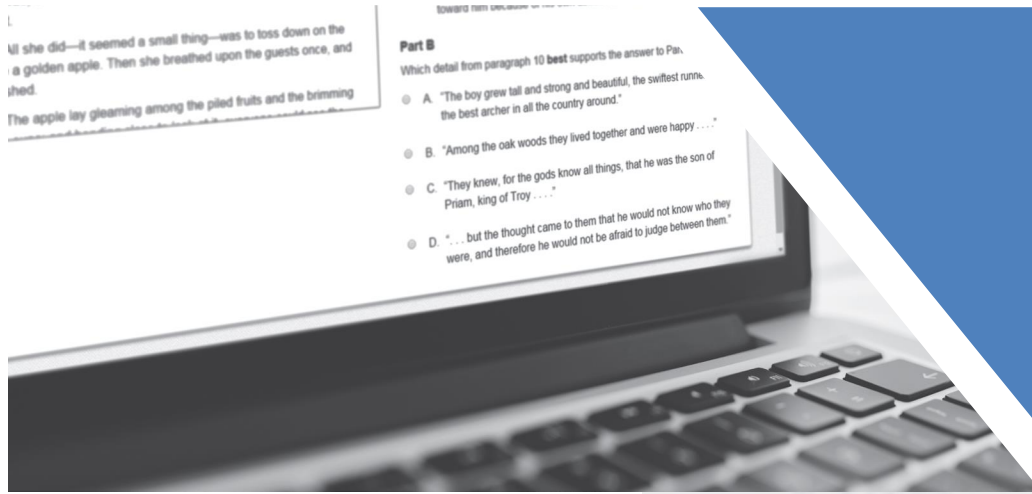 All she did—it seemed a small thing—was to toss down on the
a golden apple. Then she breathed upon the guests once, and
The apple lay gleaming among the piled fruits and the brimming
toward him because of his
Part B
Which detail from paragraph 10 best supports the answer to
A. "The boy grew tall and strong and beautiful, the swiftest
the best archer in all the country around."
B. "Among the oak woods they lived together and were happy . . . ."
C. "They knew, for the gods know all things, that he was the son of
Priam, king of Troy . . . ."
D. ". . . but the thought came to them that he would not know who they
were, and therefore he would not be afraid to judge between them."